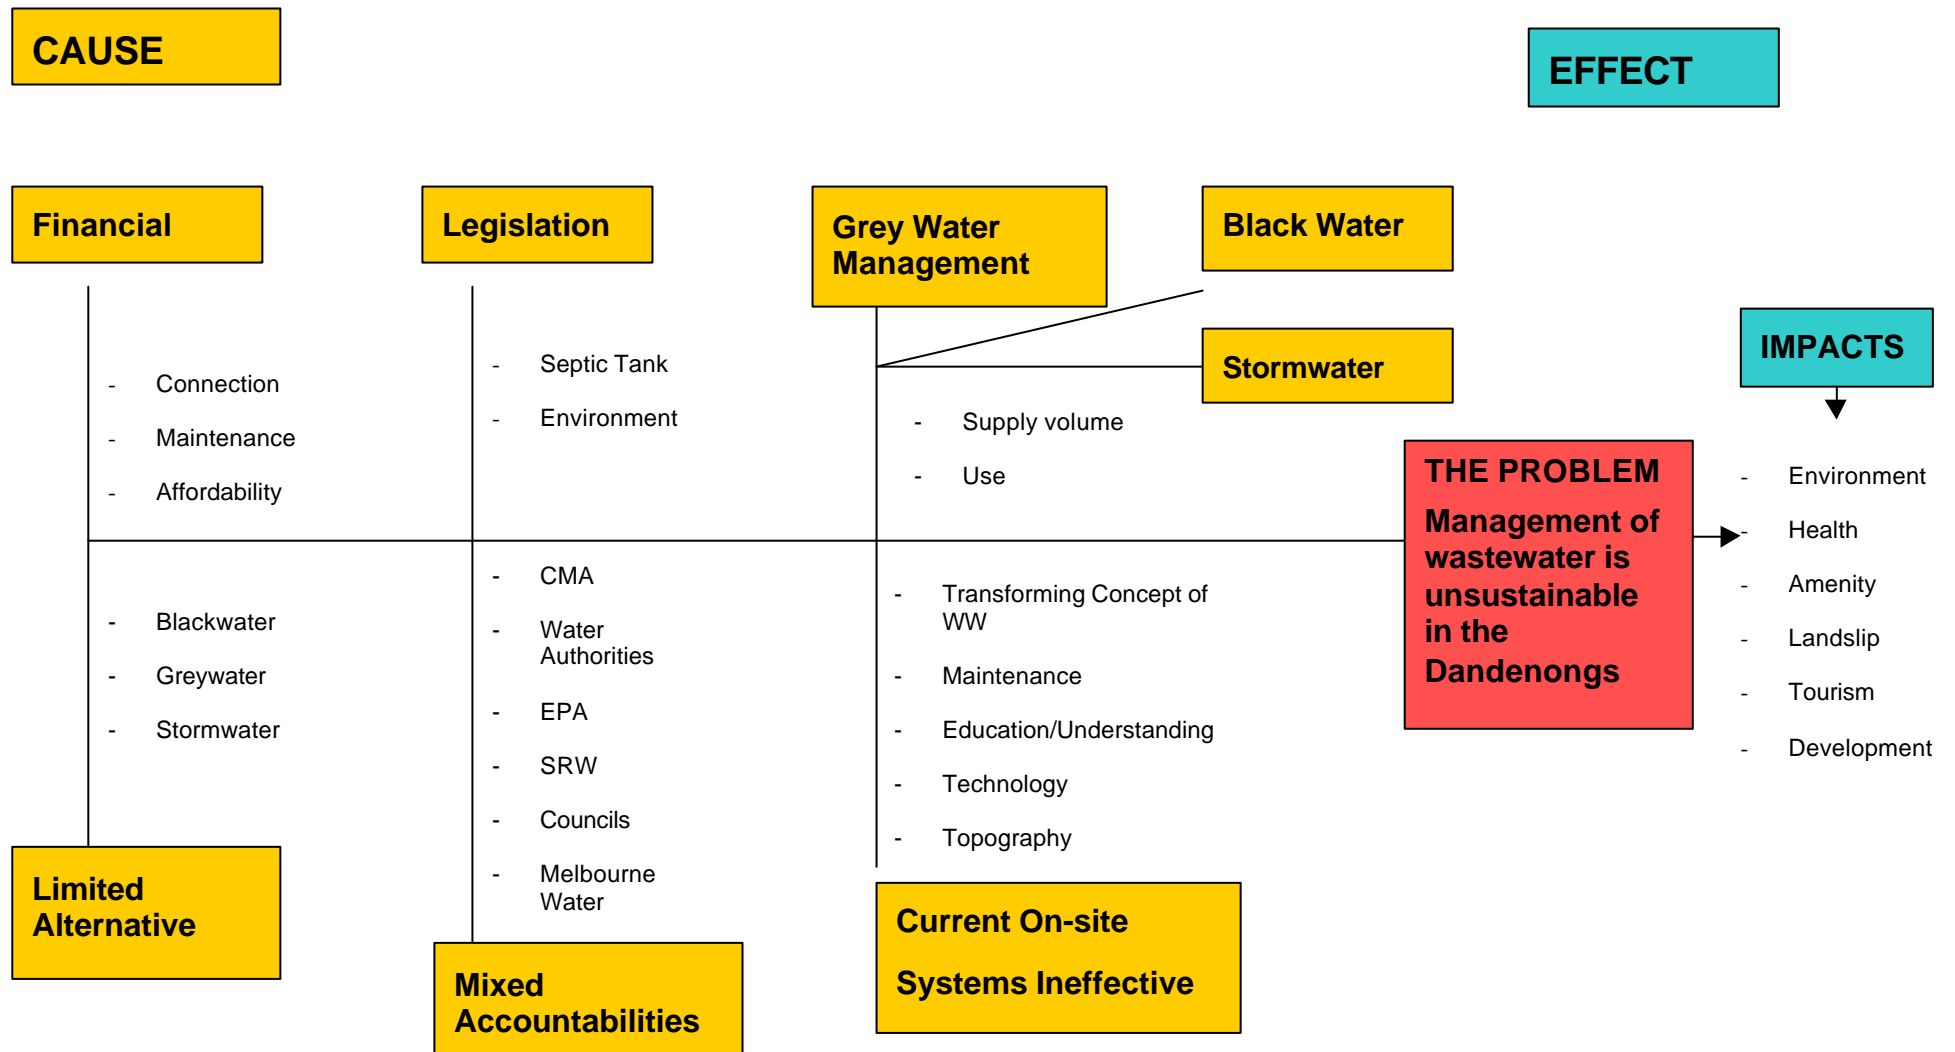 CAUSE
EFFECT
Financial
- Connection
- Maintenance
- Affordability
Legislation
- Septic Tank
- Environment
Grey Water
Management
Black Water
Stormwater
- Supply volume
- Use
Limited
Alternative
- Blackwater
- Greywater
- Stormwater
Mixed
Accountabilities
- CMA
- Water
Authorities
- EPA
- SRW
- Councils
- Melbourne
Water
Current On-site
Systems Ineffective
- Transforming Concept of
WW
- Maintenance
- Education/Understanding
- Technology
- Topography
THE PROBLEM
Management of
wastewater is
unsustainable
in the
Dandenongs
IMPACTS
- Environment
- Health
- Amenity
- Landslip
- Tourism
- Development